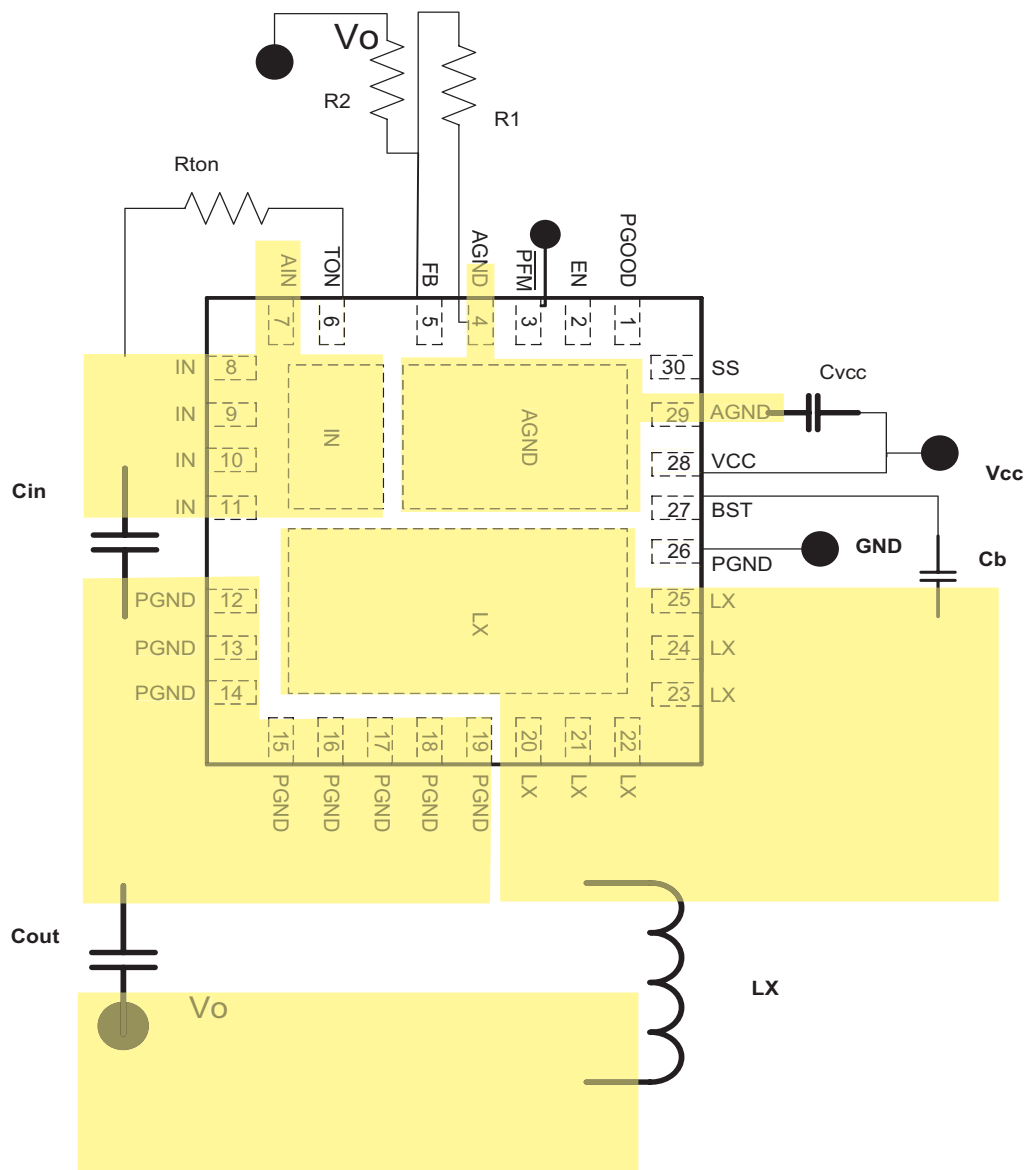 Vo
R2
R1
Rton
AIN
TON
FB
AGND
PFM
EN
PGOOD
7
6
5
4
3
2
1
IN 8
30 SS
Cvcc
IN 9
29 AGND
IN 10
28 VCC
Vcc
IN 11
27 BST
Cin
IN
AGND
26 PGND
GND
Cb
PGND 12
25 LX
PGND 13
LX
24 LX
PGND 14
23 LX
15
16
17
18
19
20
21
22
PGND
PGND
PGND
PGND
PGND
LX
LX
LX
Cout
LX
Vo